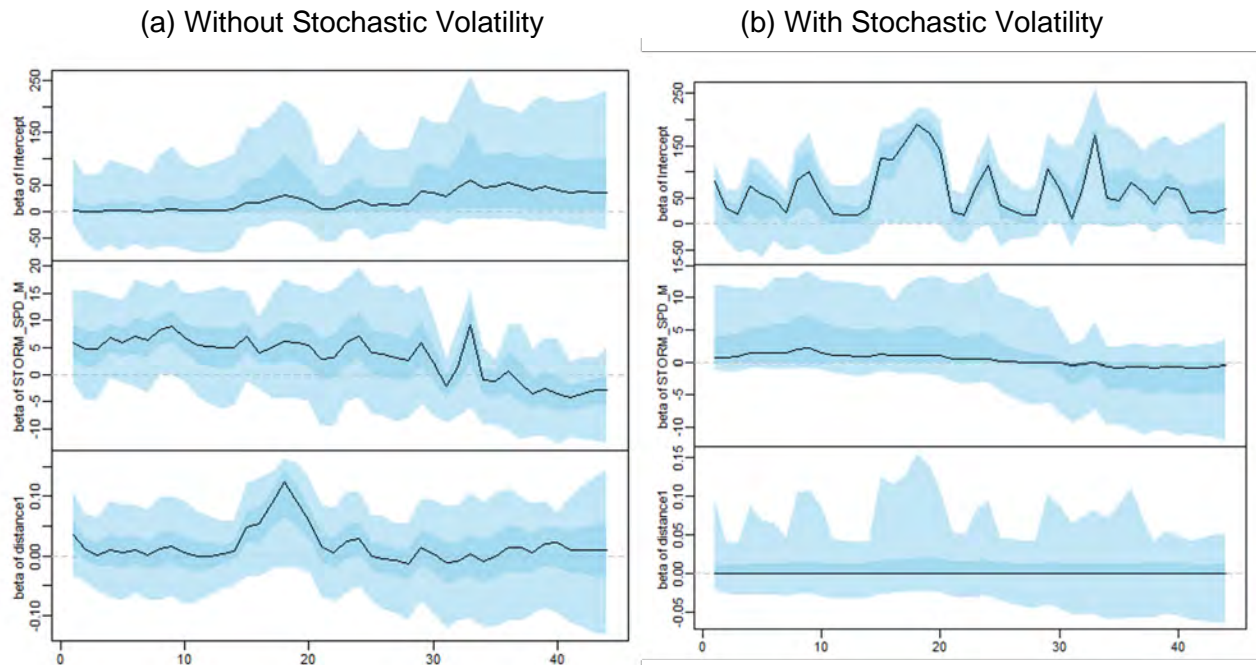 (a) Without Stochastic Volatility
(b) With Stochastic Volatility
beta of Intercept
-50 0 50 150 250
beta of STORM_SPD_M
-10 -5 0 5 10 15 20
beta of distance1
-0.10 0.00 0.10
0 10 20 30 40
beta of Intercept
-50 0 50 150 250
beta of STORM_SPD_M
-10 -5 0 5 10 15
beta of distance1
-0.05 0.00 0.05 0.10 0.15
0 10 20 30 40